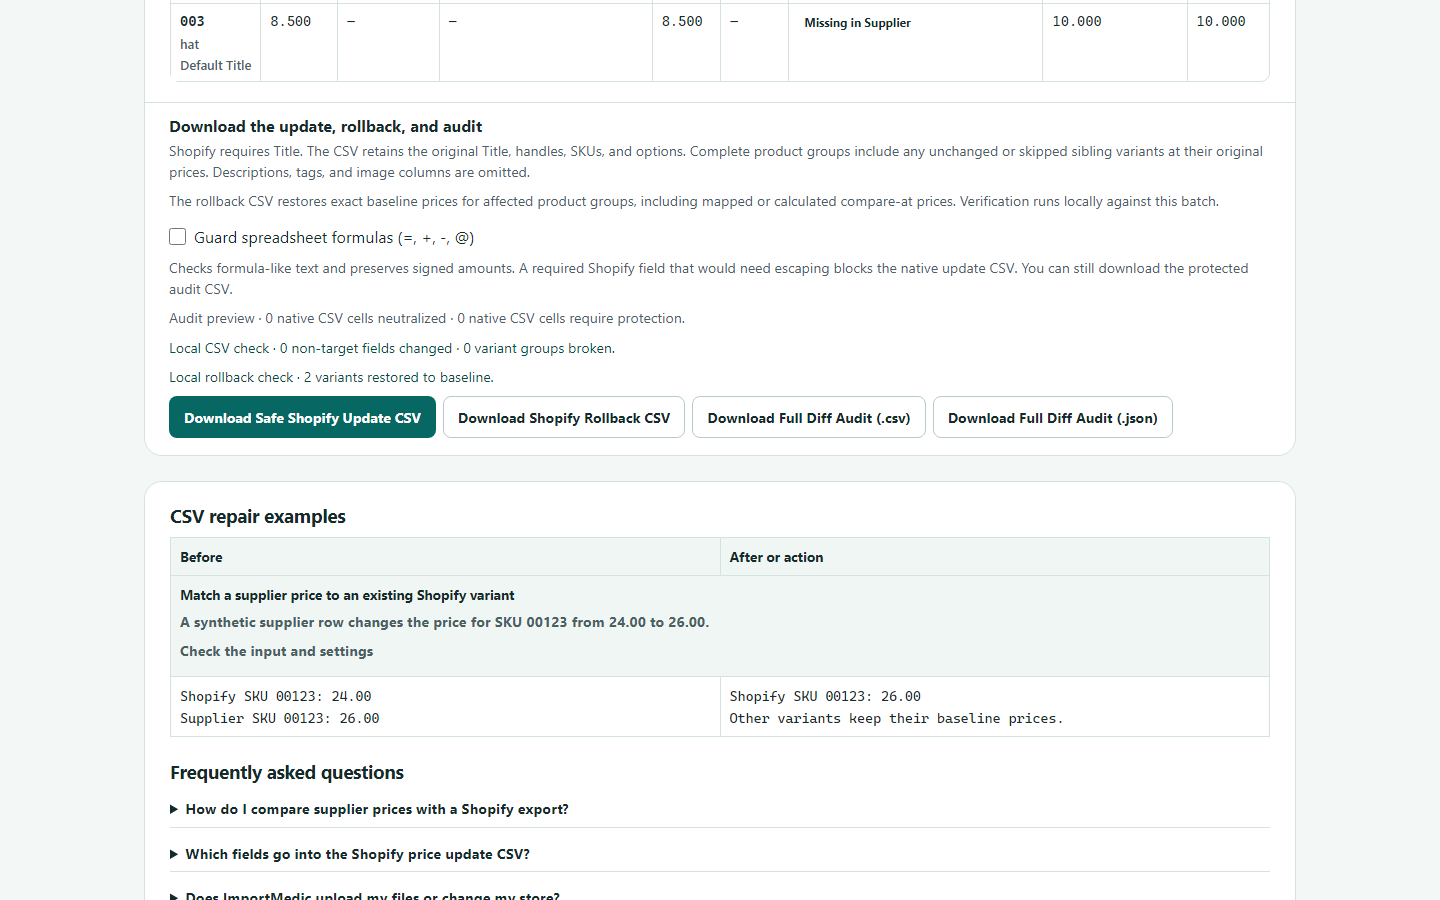 003 8.500 — — 8.500 — Missing in Supplier 10.000 10.000
hat
Default Title
Download the update, rollback, and audit
Shopify requires Title. The CSV retains the original Title, handles, SKUs, and options. Complete product groups include any unchanged or skipped sibling variants at their original
prices. Descriptions, tags, and image columns are omitted.
The rollback CSV restores exact baseline prices for affected product groups, including mapped or calculated compare-at prices. Verification runs locally against this batch.
Guard spreadsheet formulas (=, +, -, @)
Checks formula-like text and preserves signed amounts. A required Shopify field that would need escaping blocks the native update CSV. You can still download the protected
audit CSV.
Audit preview · 0 native CSV cells neutralized · 0 native CSV cells require protection.
Local CSV check · 0 non-target fields changed · 0 variant groups broken.
Local rollback check · 2 variants restored to baseline.
Download Safe Shopify Update CSV Download Shopify Rollback CSV Download Full Diff Audit (.csv) Download Full Diff Audit (.json)
CSV repair examples
Before After or action
Match a supplier price to an existing Shopify variant
A synthetic supplier row changes the price for SKU 00123 from 24.00 to 26.00.
Check the input and settings
Shopify SKU 00123: 24.00 Shopify SKU 00123: 26.00
Supplier SKU 00123: 26.00 Other variants keep their baseline prices.
Frequently asked questions
How do I compare supplier prices with a Shopify export?
Which fields go into the Shopify price update CSV?
Does ImportMedic upload my files or change my store?